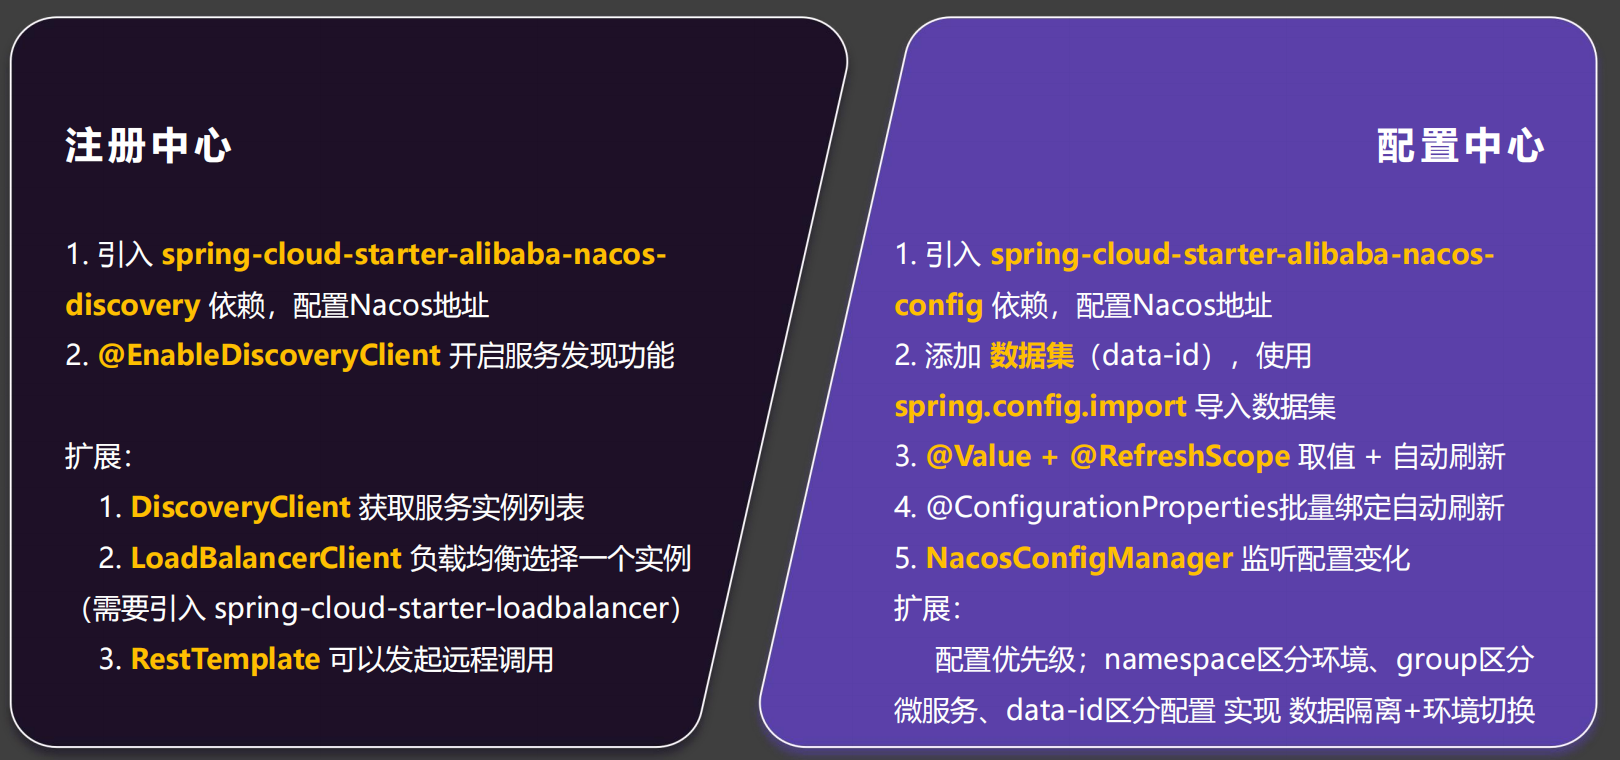 注册中心
1. 引入 spring-cloud-starter-alibaba-nacos-
discovery 依赖，配置Nacos地址
2. @EnableDiscoveryClient 开启服务发现功能
扩展：
1. DiscoveryClient 获取服务实例列表
2. LoadBalancerClient 负载均衡选择一个实例
（需要引入 spring-cloud-starter-loadbalancer）
3. RestTemplate 可以发起远程调用
配置中心
1. 引入 spring-cloud-starter-alibaba-nacos-
config 依赖，配置Nacos地址
2. 添加 数据集（data-id），使用
spring.config.import 导入数据集
3. @Value + @RefreshScope 取值 + 自动刷新
4. @ConfigurationProperties批量绑定自动刷新
5. NacosConfigManager 监听配置变化
扩展：
配置优先级；namespace区分环境、group区分
微服务、data-id区分配置 实现 数据隔离+环境切换